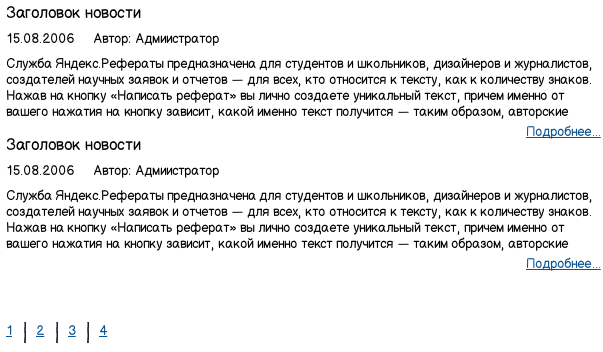 Заголовок новости
15.08.2006 Автор: Адмиистратор
Служба Яндекс.Рефераты предназначена для студентов и школьников, дизайнеров и журналистов,
создателей научных заявок и отчетов — для всех, кто относится к тексту, как к количеству знаков.
Нажав на кнопку «Написать реферат» вы лично создаете уникальный текст, причем именно от
вашего нажатия на кнопку зависит, какой именно текст получится — таким образом, авторские
Подробнее...
Заголовок новости
15.08.2006 Автор: Адмиистратор
Служба Яндекс.Рефераты предназначена для студентов и школьников, дизайнеров и журналистов,
создателей научных заявок и отчетов — для всех, кто относится к тексту, как к количеству знаков.
Нажав на кнопку «Написать реферат» вы лично создаете уникальный текст, причем именно от
вашего нажатия на кнопку зависит, какой именно текст получится — таким образом, авторские
Подробнее...
1 | 2 | 3 | 4